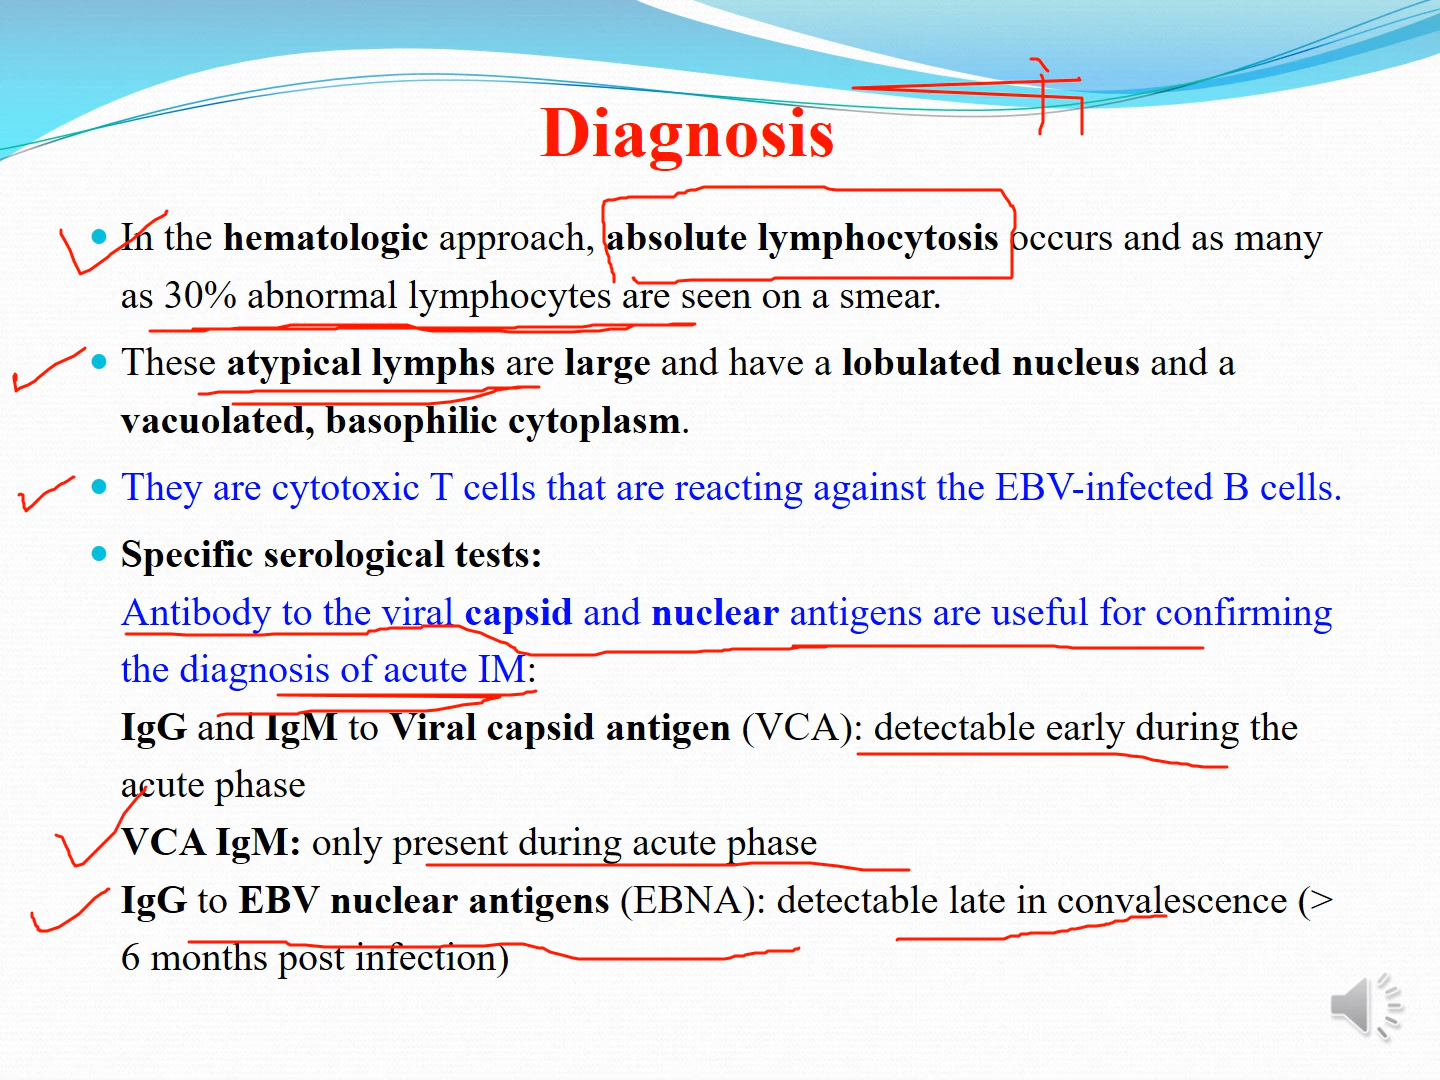 Diagnosis
In the hematologic approach, absolute lymphocytosis occurs and as many
as 30% abnormal lymphocytes are seen on a smear.
These atypical lymphs are large and have a lobulated nucleus and a
vacuolated, basophilic cytoplasm.
They are cytotoxic T cells that are reacting against the EBV-infected B cells.
Specific serological tests:
Antibody to the viral capsid and nuclear antigens are useful for confirming
the diagnosis of acute IM:
IgG and IgM to Viral capsid antigen (VCA): detectable early during the
acute phase
VCA IgM: only present during acute phase
IgG to EBV nuclear antigens (EBNA): detectable late in convalescence (>
6 months post infection)